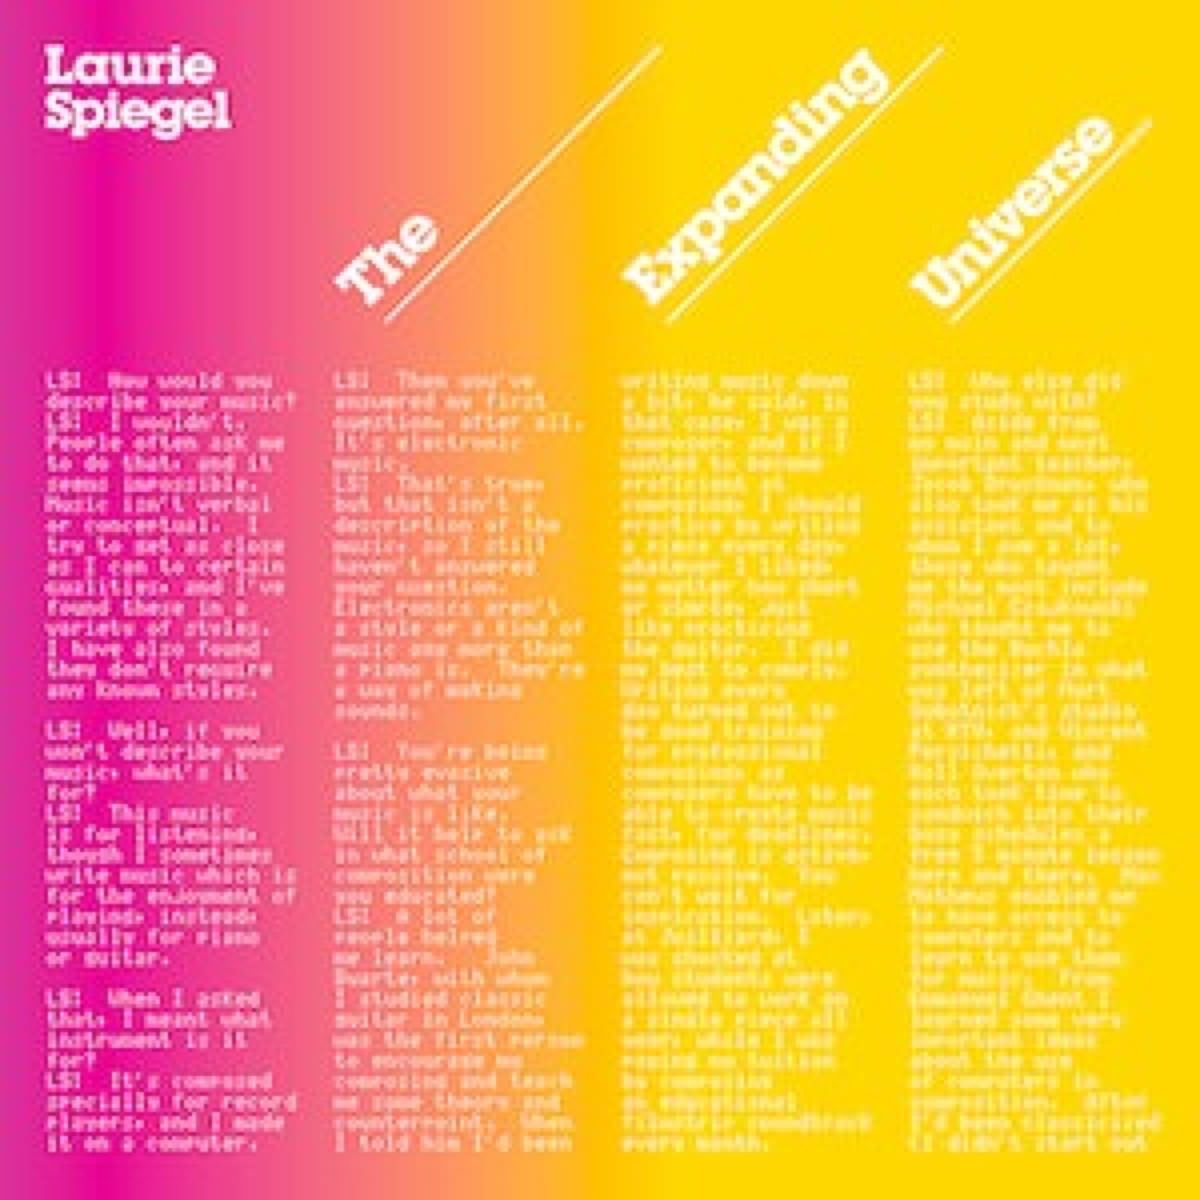 Laurie
Spiegel
The
Expanding
Universe
LS: How would you
describe your music?
LS: I wouldn't.
People often ask me
to do that, and it
seems impossible.
Music isn't verbal
or conceptual. I
try to get as close
as I can to certain
qualities, and I've
found these in a
variety of styles.
I have also found
they don't require
any known styles.
LS: Well, if you
won't describe your
music, what's it
for?
LS: This music
is for listening,
though I sometimes
write music which is
for the enjoyment of
playing, instead,
usually for piano
or guitar.
LS: When I asked
that, I meant what
instrument is it
for?
LS: It's composed
specially for record
players, and I made
it on a computer.
LS: Then you've
answered my first
question, after all.
It's electronic
music.
LS: That's true,
but that isn't a
description of the
music, so I still
haven't answered
your question.
Electronics aren't
a style or a kind of
music any more than
a piano is. They're
a way of making
sounds.
LS: You're being
pretty evasive
about what your
music is like.
Will it help to ask
in what school of
composition were
you educated?
LS: A lot of
people helped
me learn. John
Duarte, with whom
I studied classic
guitar in London,
was the first person
to encourage my
composing and teach
me some theory and
counterpoint. When
I told him I'd been
writing music down
a bit, he said, in
that case, I was a
composer, and if I
wanted to become
proficient at
composing, I should
practice by writing
a piece every day,
whatever I liked,
no matter how short
or simple, just
like practicing
the guitar. I did
my best to comply.
Writing every
day turned out to
be good training
for professional
composing, as
composers have to be
able to create music
fast, for deadlines.
Composing is active,
not passive. You
can't wait for
inspiration. Later,
at Juilliard, I
was shocked at
how students were
allowed to work on
a single piece all
year, while I was
paying my tuition
by composing
an educational
filmstrip soundtrack
every month.
LS: Who else did
you study with?
LS: Aside from
my main and most
important teacher,
Jacob Druckman, who
also took me as his
assistant and to
whom I owe a lot,
those who taught
me the most include
Michael Czajkowski
who taught me to
use the Buchla
synthesizer in what
was left of Mort
Subotnick's studio
at NYU, and Vincent
Persichetti, and
Hall Overton who
each took time to
sandwich into their
busy schedules a
free
lesson
here and there. Max
Mathews enabled me
to have access to
computers and to
learn to use them
for music. From
Emmanuel Ghent I
learned some very
important ideas
about the use
of computers in
composition. After
I'd been classicized
(I didn't start out